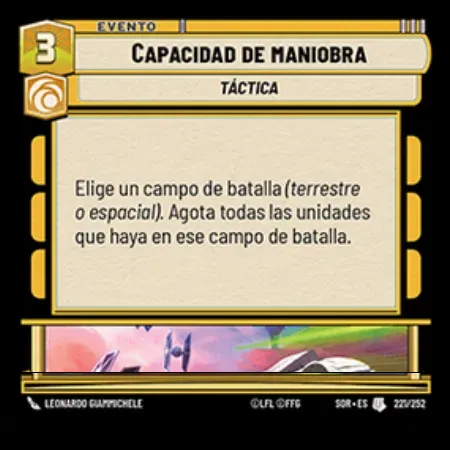 EVENTO
3
CAPACIDAD DE MANIOBRA
TÁCTICA
Elige un campo de batalla (terrestre
o espacial). Agota todas las unidades
que haya en ese campo de batalla.
LEONARDO GIAMMICHELE ©LFL ©FFG SOR • ES 221/252